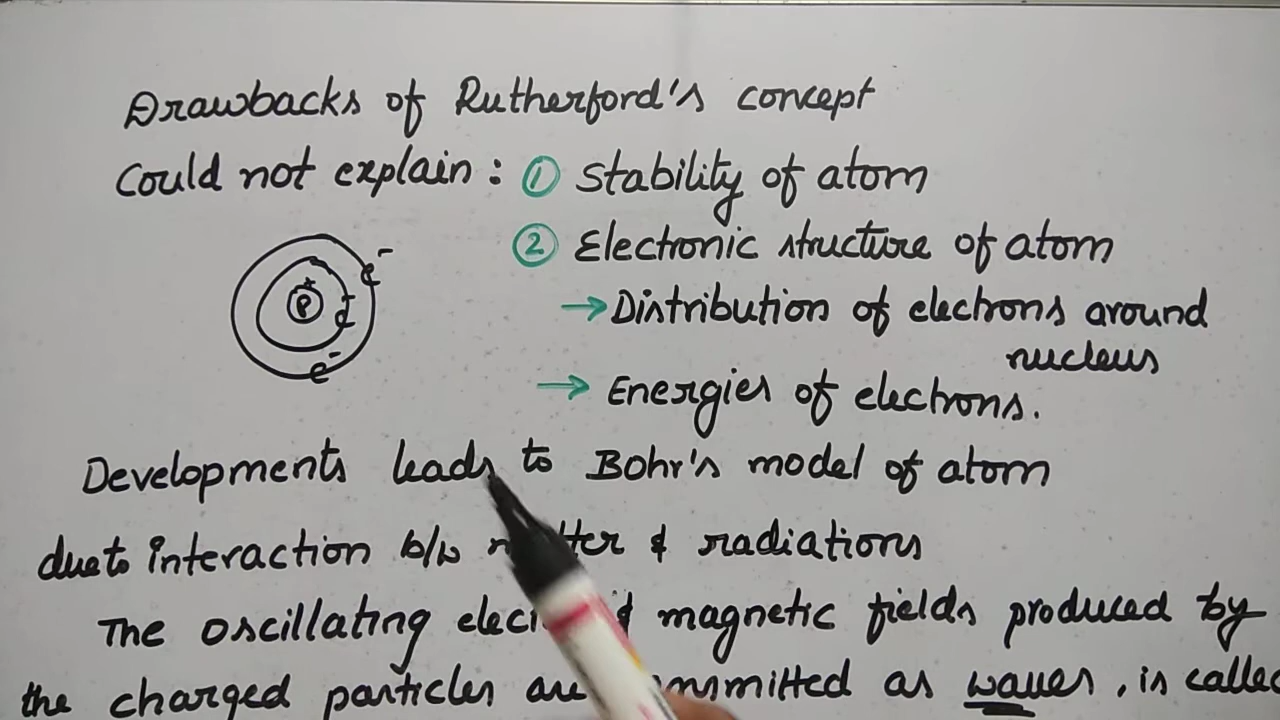 Drawbacks of Rutherford's concept
Could not explain : ① Stability of atom
② Electronic structure of atom
→ Distribution of electrons around
nucleus
→ Energies of electrons.
P+
e-
e-
Developments leads to Bohr's model of atom
due to interaction b/w & radiations
The oscillating magnetic fields produced by
the charged particles are as waves, is called